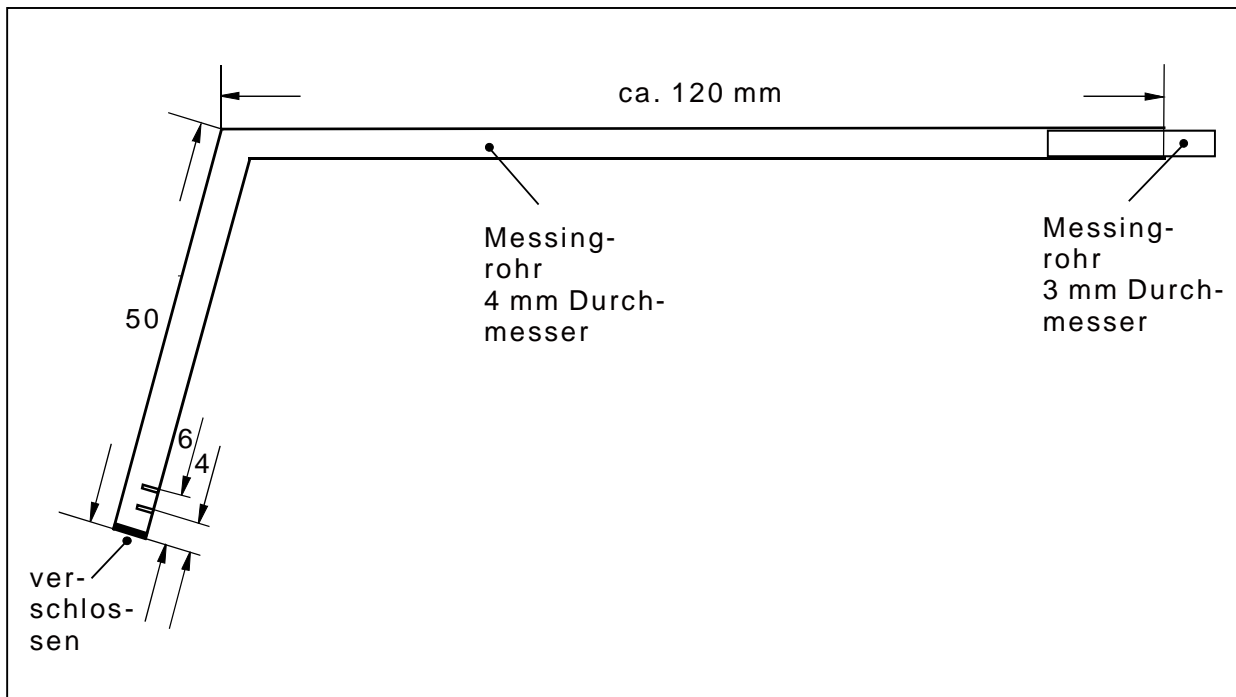 ca. 120 mm
Messing-
rohr
4 mm Durch-
messer
Messing-
rohr
3 mm Durch-
messer
50
6
4
ver-
schlos-
sen